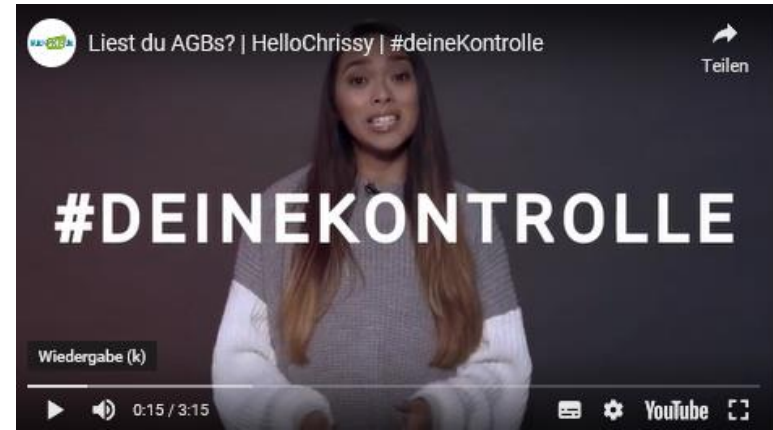 Liest du AGBs? | HelloChrissy | #deineKontrolle
Teilen
#DEINEKONTROLLE
Wiedergabe (k)
0:15 / 3:15
YouTube